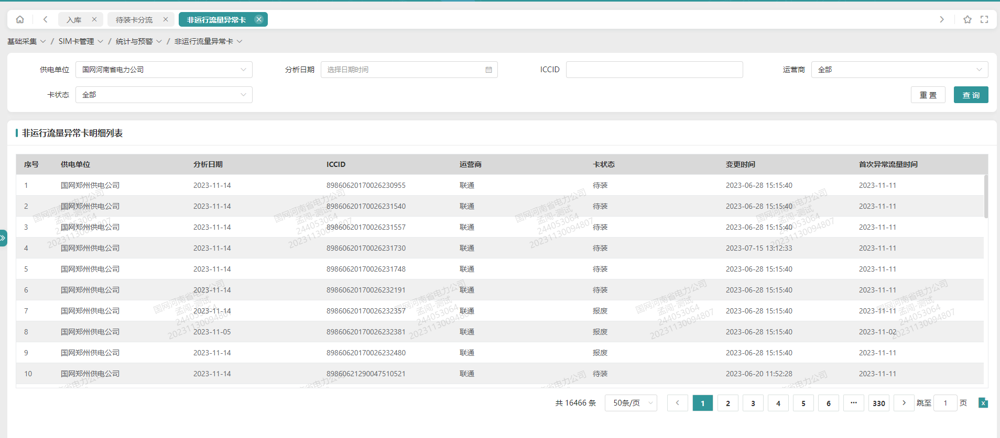 入库 待装卡分流 非运行流量异常卡
基础采集 / SIM卡管理 / 统计与预警 / 非运行流量异常卡
供电单位 国网河南省电力公司 分析日期 选择日期时间 ICCID 运营商 全部
卡状态 全部 重 置 查 询
非运行流量异常卡明细列表
序号 供电单位 分析日期 ICCID 运营商 卡状态 变更时间 首次异常流量时间
1 国网郑州供电公司 2023-11-14 89860620170026230955 联通 待装 2023-06-28 15:15:40 2023-11-11
2 国网郑州供电公司 2023-11-14 89860620170026231540 联通 待装 2023-06-28 15:15:40 2023-11-11
3 国网郑州供电公司 2023-11-14 89860620170026231557 联通 待装 2023-06-28 15:15:40 2023-11-11
4 国网郑州供电公司 2023-11-14 89860620170026231730 联通 待装 2023-07-15 13:12:33 2023-11-11
5 国网郑州供电公司 2023-11-14 89860620170026231748 联通 待装 2023-06-28 15:15:40 2023-11-11
6 国网郑州供电公司 2023-11-14 89860620170026232191 联通 待装 2023-06-28 15:15:40 2023-11-11
7 国网郑州供电公司 2023-11-14 89860620170026232357 联通 报废 2023-06-28 15:15:40 2023-11-11
8 国网郑州供电公司 2023-11-05 89860620170026232381 联通 报废 2023-06-28 15:15:40 2023-11-02
9 国网郑州供电公司 2023-11-14 89860620170026232480 联通 报废 2023-06-28 15:15:40 2023-11-11
10 国网郑州供电公司 2023-11-14 89860621290047510521 联通 待装 2023-06-20 11:52:28 2023-11-11
国网河南省电力公司
孟闯-测试
244053064
20231130094807
共 16466 条 50条/页 1 2 3 4 5 6 ··· 330 跳至 1 页